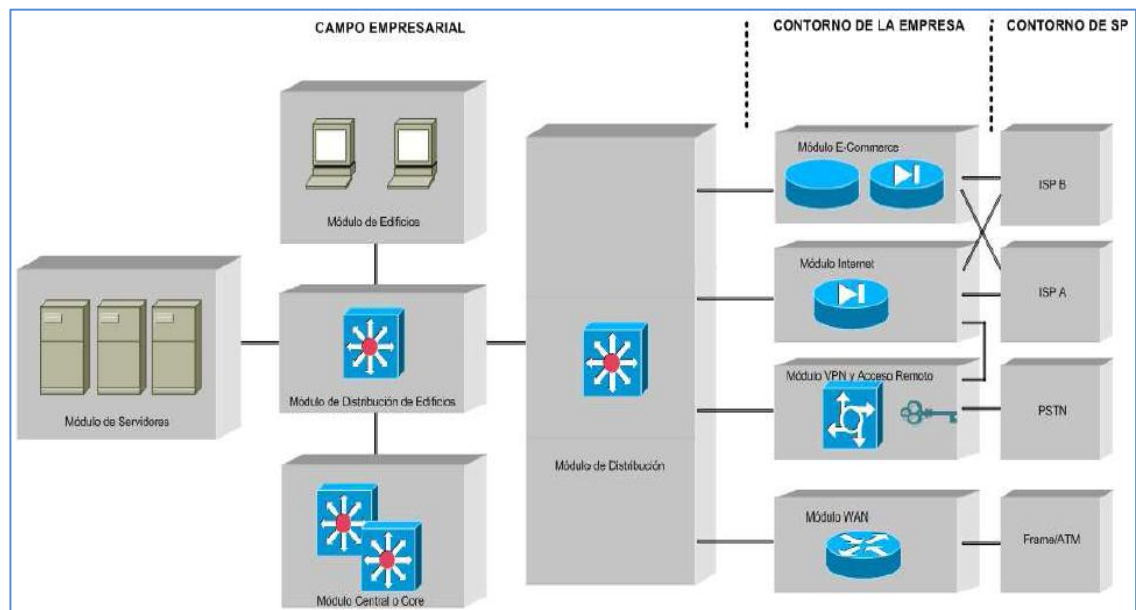 CAMPO EMPRESARIAL
CONTORNO DE LA EMPRESA
CONTORNO DE SP
Módulo de Edificios
Módulo de Servidores
Módulo de Distribución de Edificios
Módulo Central o Core
Módulo de Distribución
Módulo E-Commerce
Módulo Internet
Módulo VPN y Acceso Remoto
Módulo WAN
ISP B
ISP A
PSTN
Frame/ATM